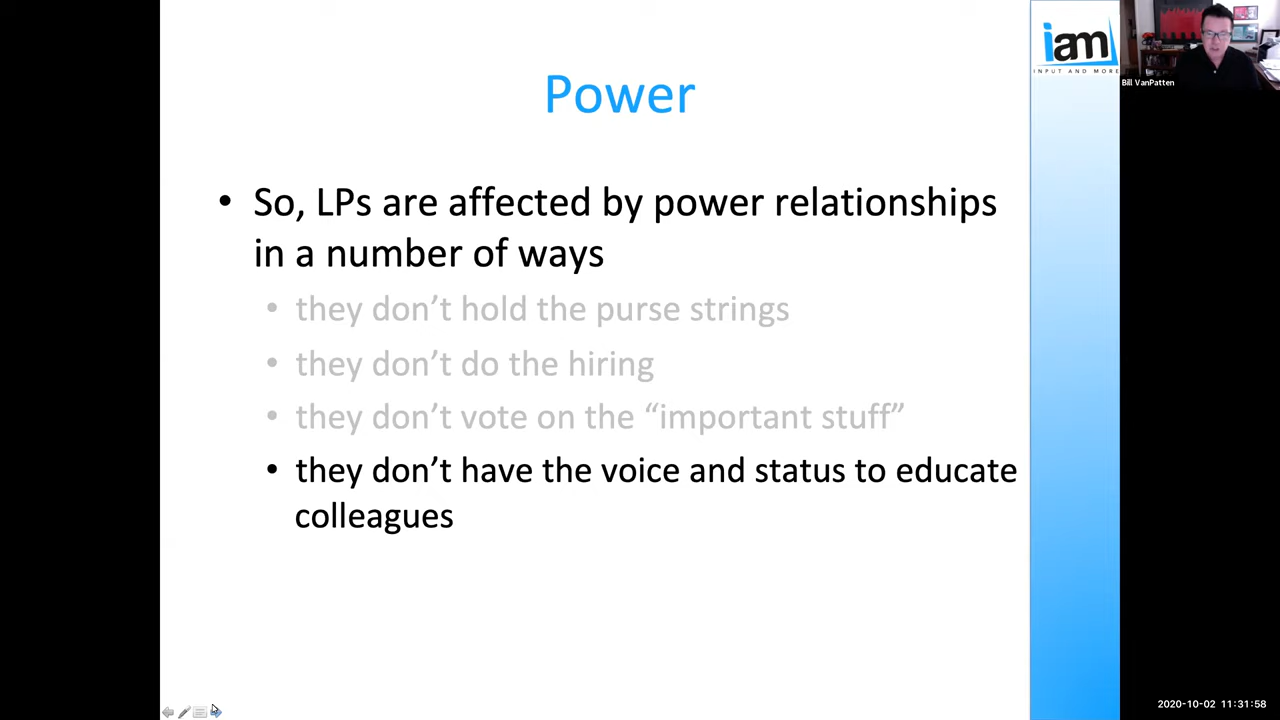 Power
• So, LPs are affected by power relationships
in a number of ways
• they don’t hold the purse strings
• they don’t do the hiring
• they don’t vote on the “important stuff”
• they don’t have the voice and status to educate
colleagues
iam
INPUT AND MORE
Bill VanPatten
2020-10-02 11:31:58